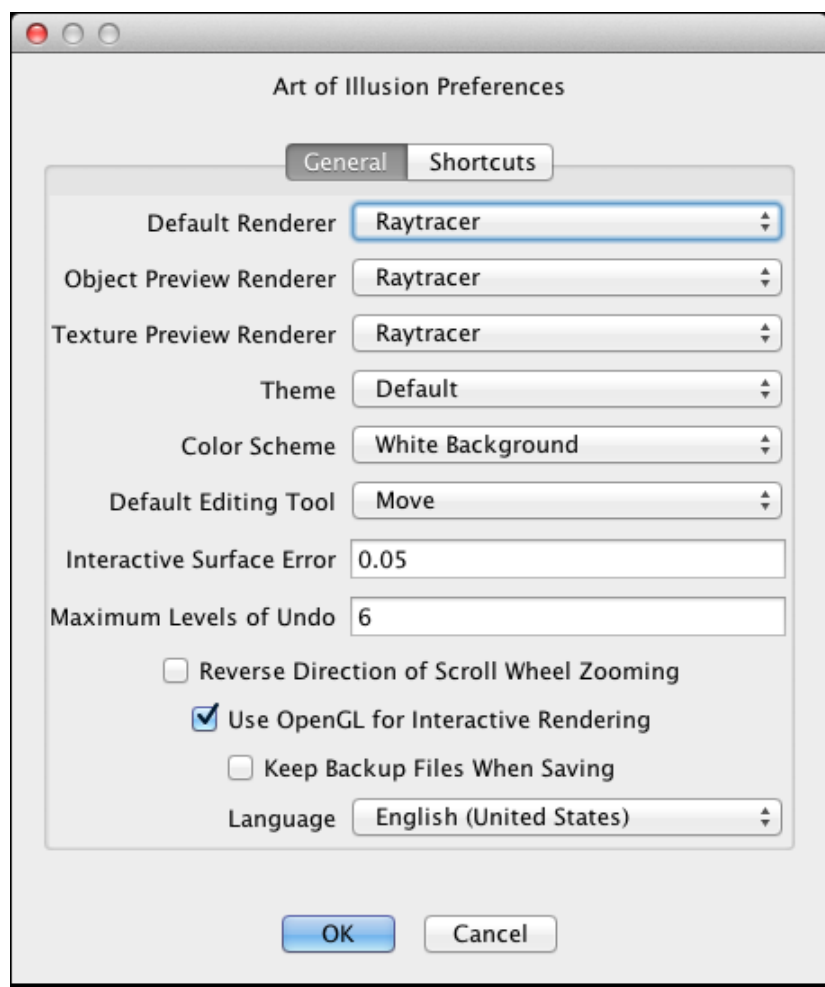 Art of Illusion Preferences
General Shortcuts
Default Renderer Raytracer
Object Preview Renderer Raytracer
Texture Preview Renderer Raytracer
Theme Default
Color Scheme White Background
Default Editing Tool Move
Interactive Surface Error 0.05
Maximum Levels of Undo 6
Reverse Direction of Scroll Wheel Zooming
Use OpenGL for Interactive Rendering
Keep Backup Files When Saving
Language English (United States)
OK Cancel